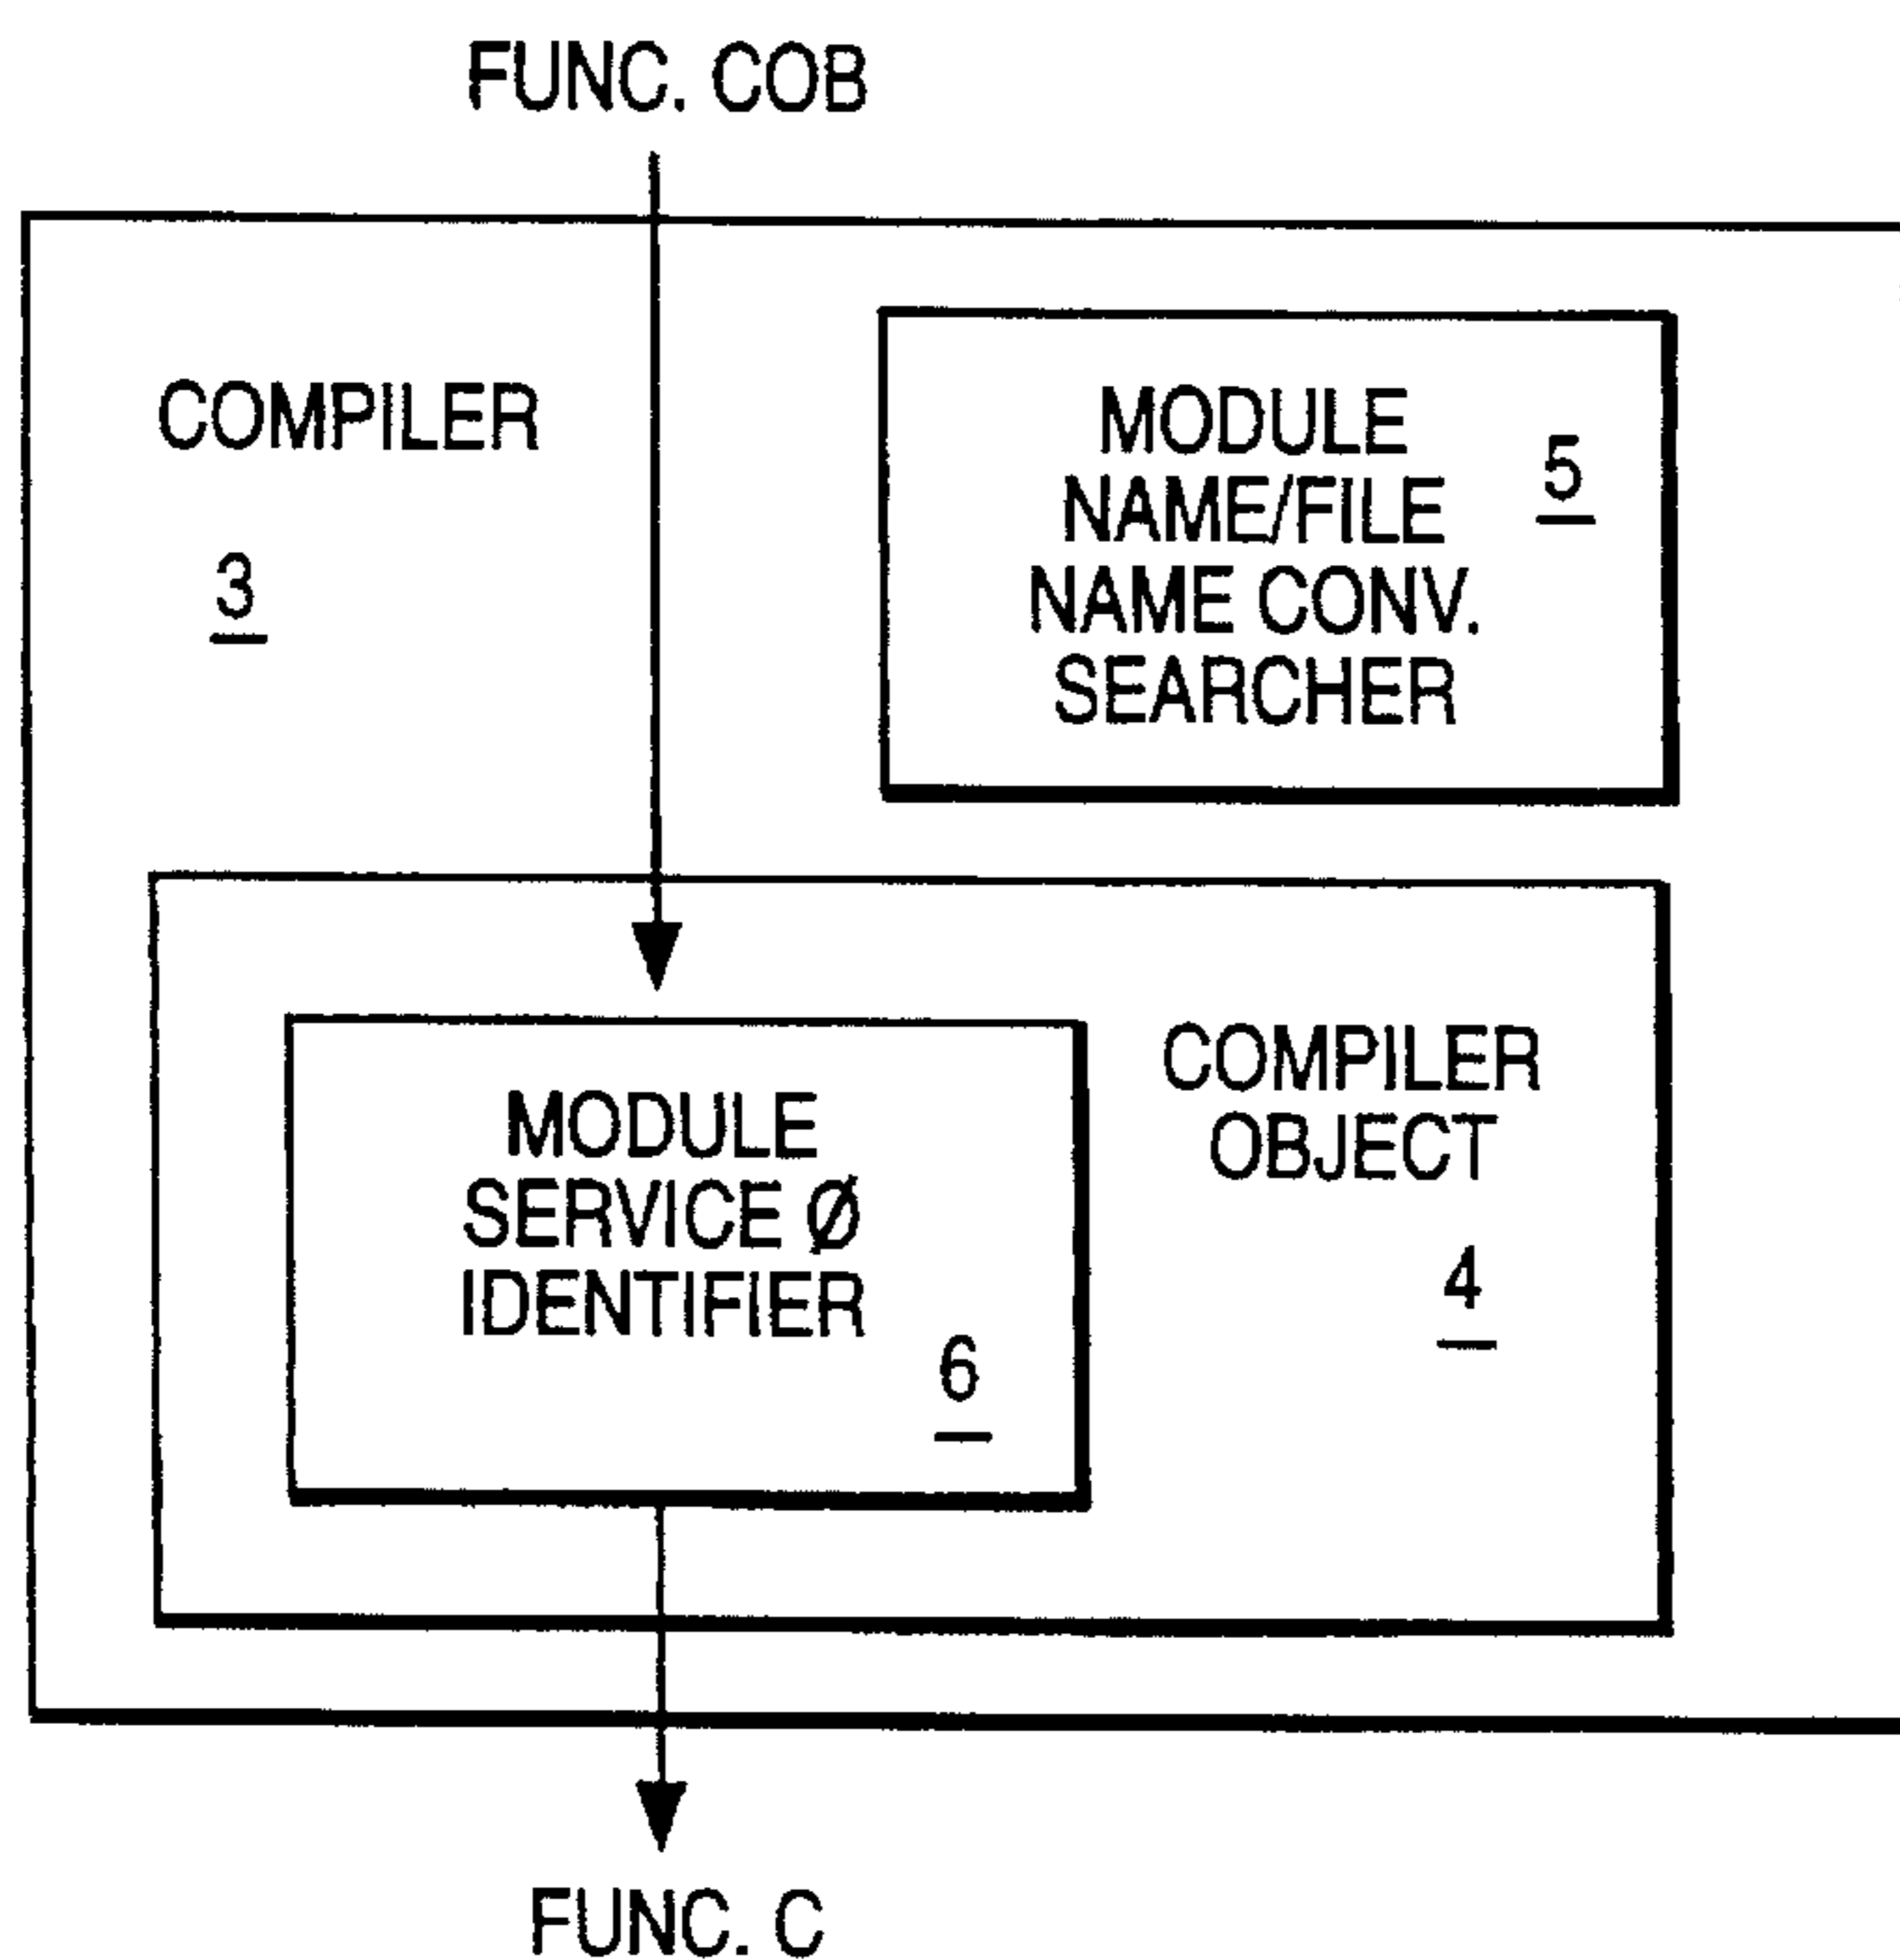 FUNC. COB
COMPILER
3
MODULE
NAME/FILE
NAME CONV.
SEARCHER
5
MODULE
SERVICE Ø
IDENTIFIER
6
COMPILER
OBJECT
4
FUNC. C